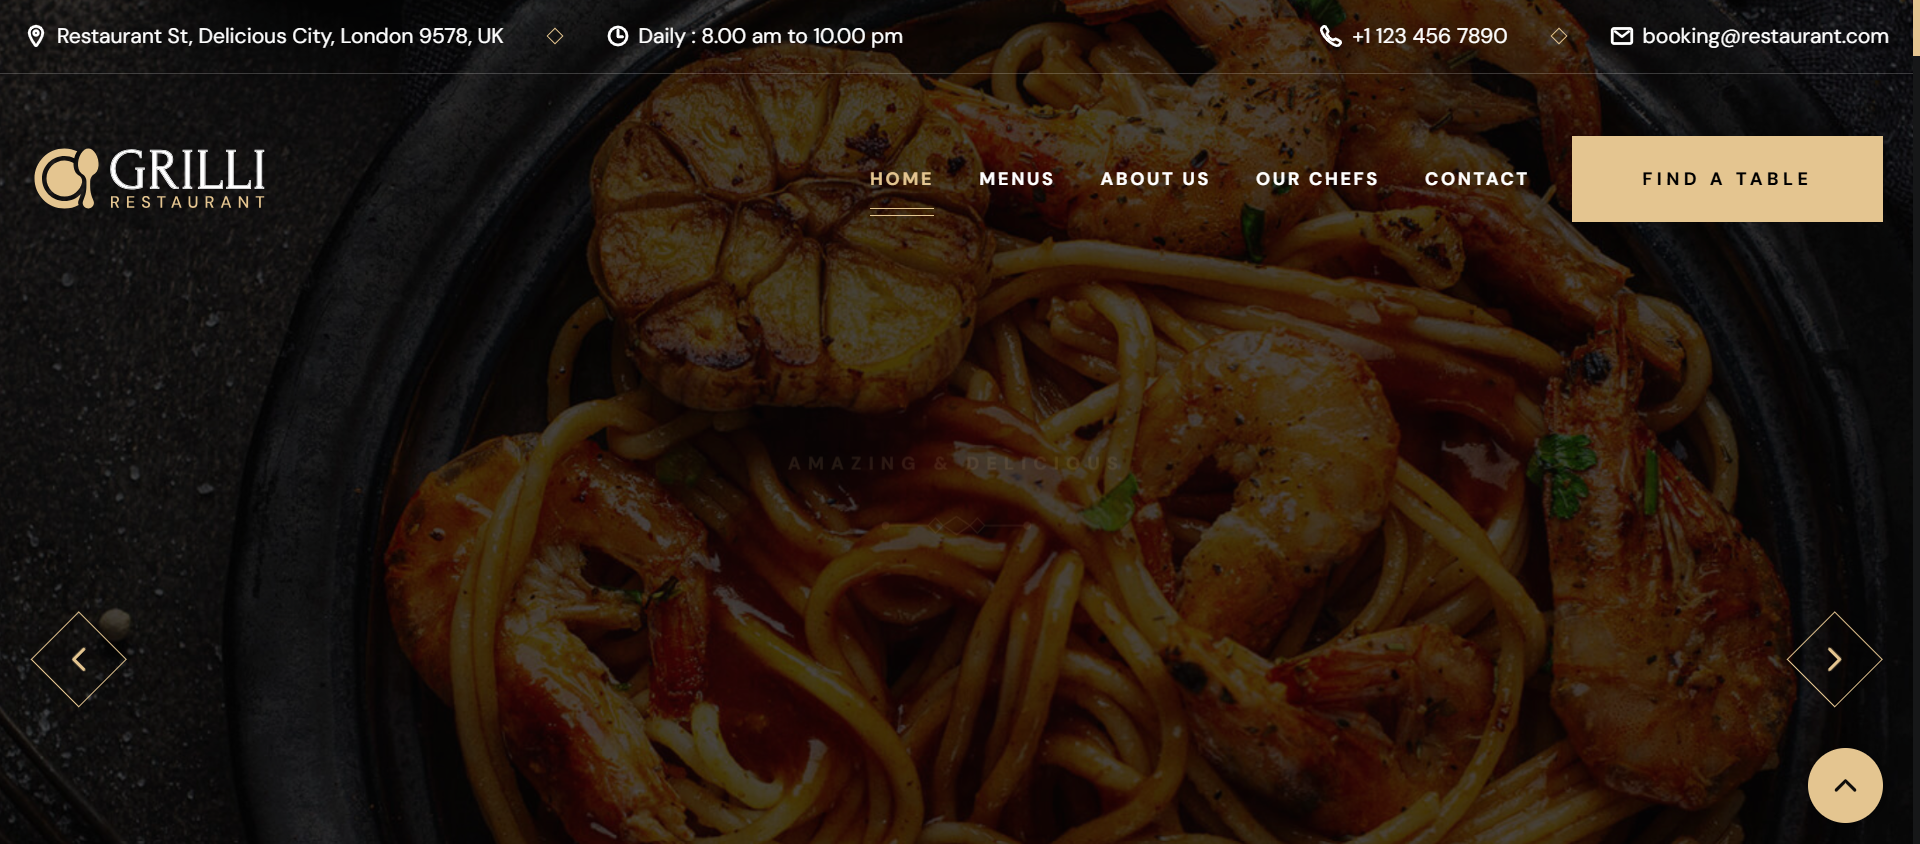 Restaurant St, Delicious City, London 9578, UK
Daily : 8.00 am to 10.00 pm
+1 123 456 7890
booking@restaurant.com
GRILLI
RESTAURANT
HOME
MENUS
ABOUT US
OUR CHEFS
CONTACT
FIND A TABLE
AMAZING & DELICIOUS